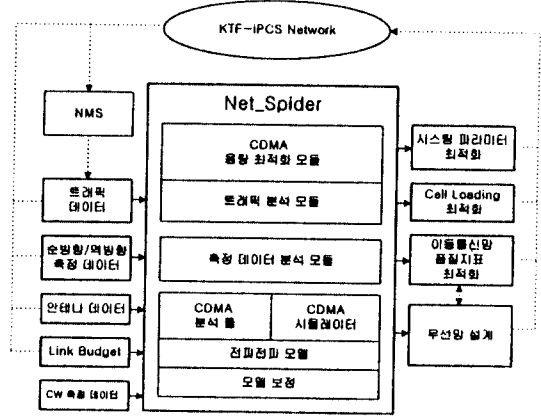 KTF-iPCS Network
NMS
트래픽
데이터
순방향/역방향
측정 데이터
안테나 데이터
Link Budget
CW 측정 데이터
Net_Spider
CDMA
용량 최적화 모듈
트래픽 분석 모듈
측정 데이터 분석 모듈
CDMA
분석 툴
CDMA
시뮬레이터
전파전파 모델
모델 보정
시스템 파라미터
최적화
Cell Loading
최적화
이동통신망
품질지표
최적화
무선망 설계